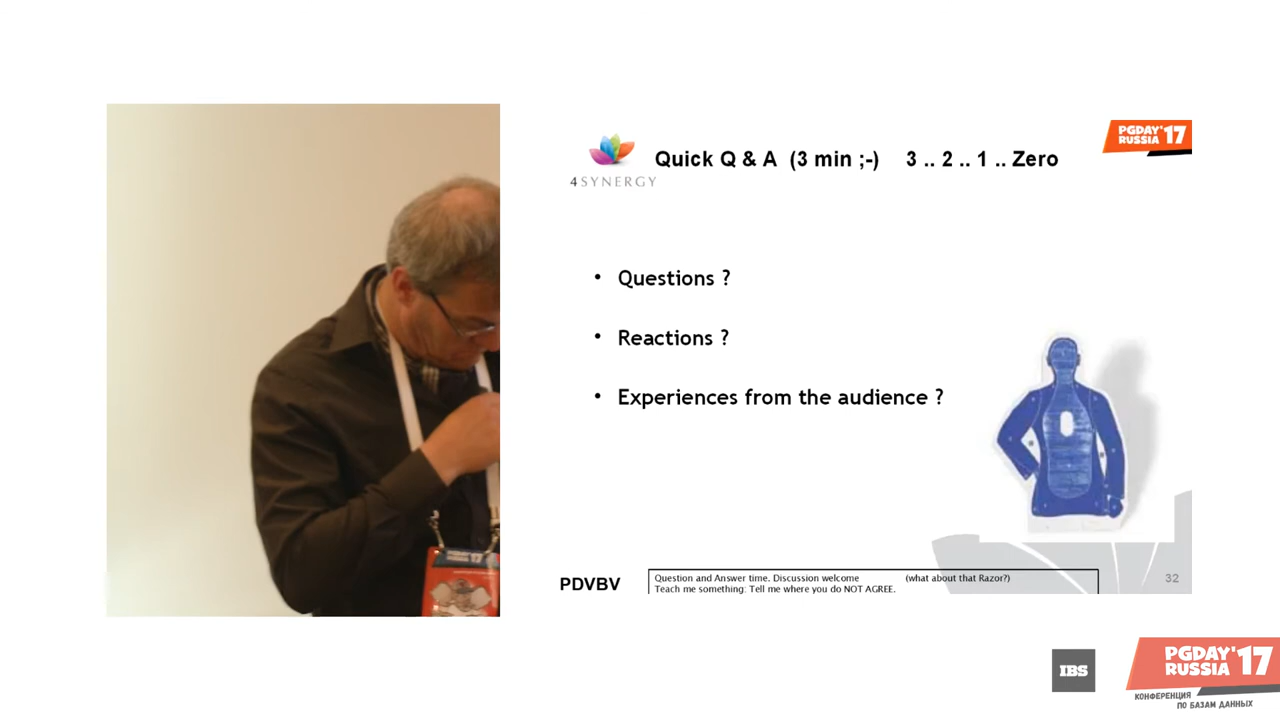 PGDAY'17
RUSSIA
4SYNERGY
Quick Q & A (3 min ;-) 3 .. 2 .. 1 .. Zero
• Questions ?
• Reactions ?
• Experiences from the audience ?
PDVBV
Question and Answer time. Discussion welcome (what about that Razor?)
Teach me something: Tell me where you do NOT AGREE.
32
PGDAY'17
IBS
PGDAY'17
RUSSIA
КОНФЕРЕНЦИЯ
ПО БАЗАМ ДАННЫХ